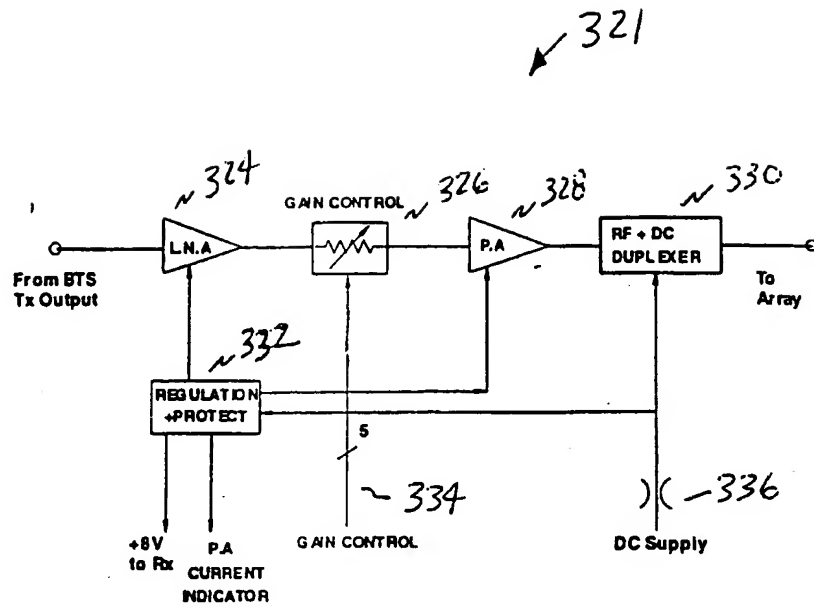 321
324
GAIN CONTROL
326
328
330
L.N.A
P.A
RF + DC
DUPLEXER
From BTS
Tx Output
To
Array
332
REGULATION
+PROTECT
5
334
336
+8V
to Rx
P.A
CURRENT
INDICATOR
GAIN CONTROL
DC Supply